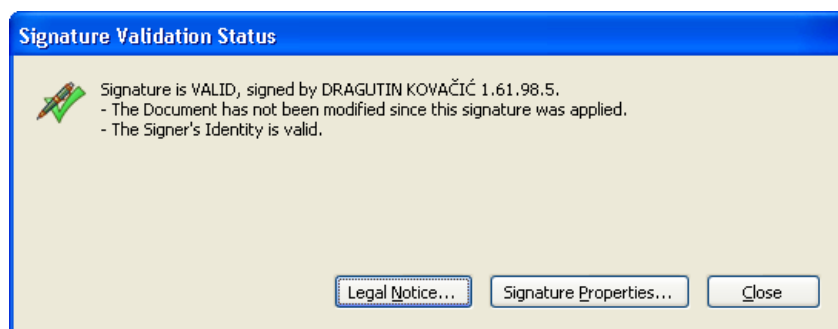 Signature Validation Status
Signature is VALID, signed by DRAGUTIN KOVAČIĆ 1.61.98.5.
- The Document has not been modified since this signature was applied.
- The Signer's Identity is valid.
Legal Notice... Signature Properties... Close